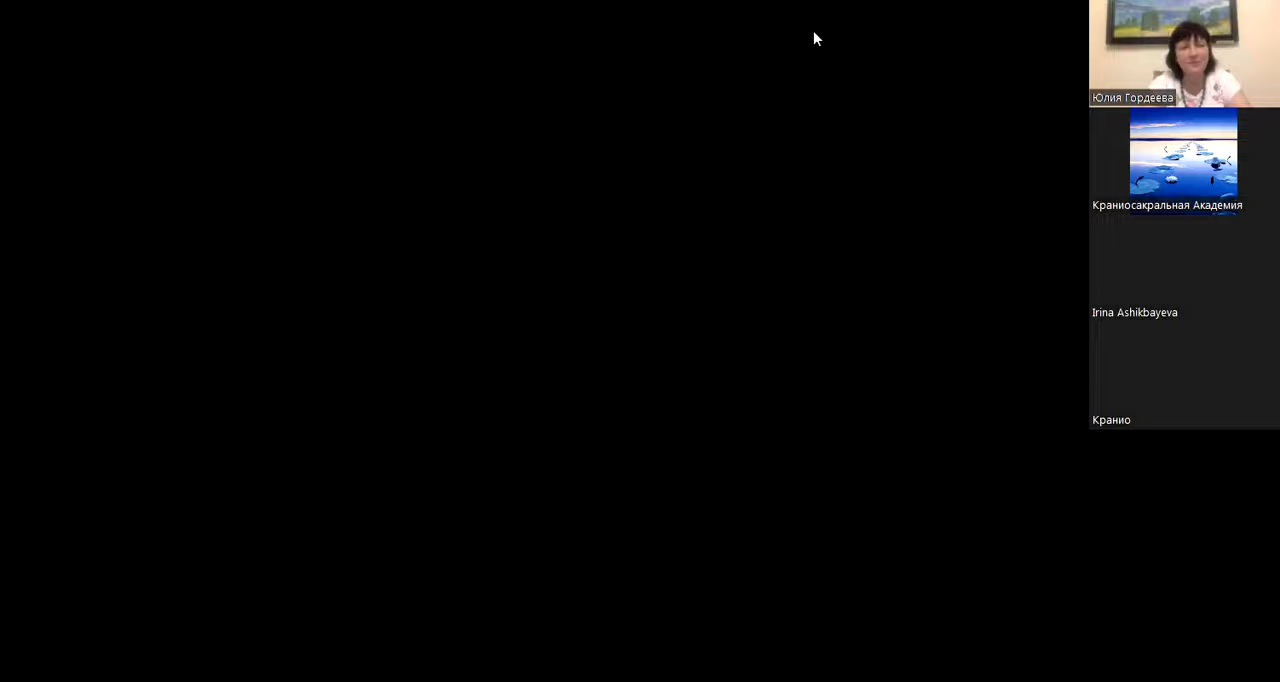 Юлия Гордеева
Краниосакральная Академия
Irina Ashikbayeva
Кранио